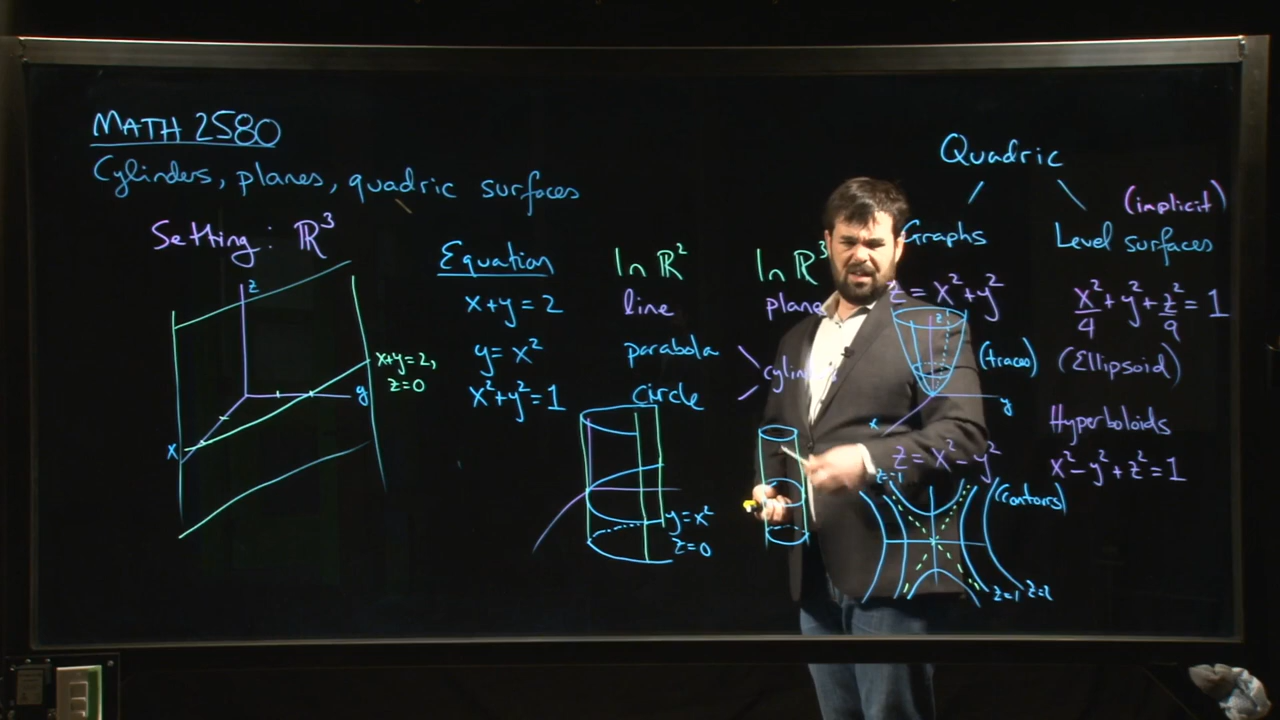 MATH 2580
Cylinders, planes, quadric surfaces
Setting: ℝ³
z
x+y=2,
z=0
y
x
Equation
x+y=2
y=x²
x²+y²=1
In ℝ²
line
parabola
circle
y=x²
z=0
In ℝ³
plane
cylinders
Quadric
Graphs
z=x²+y²
z
(traces)
y
x
z=x²-y²
z=-1
(contours)
z=1 z=2
(implicit)
Level surfaces
x²/4+y²+z²/9=1
(Ellipsoid)
Hyperboloids
x²-y²+z²=1